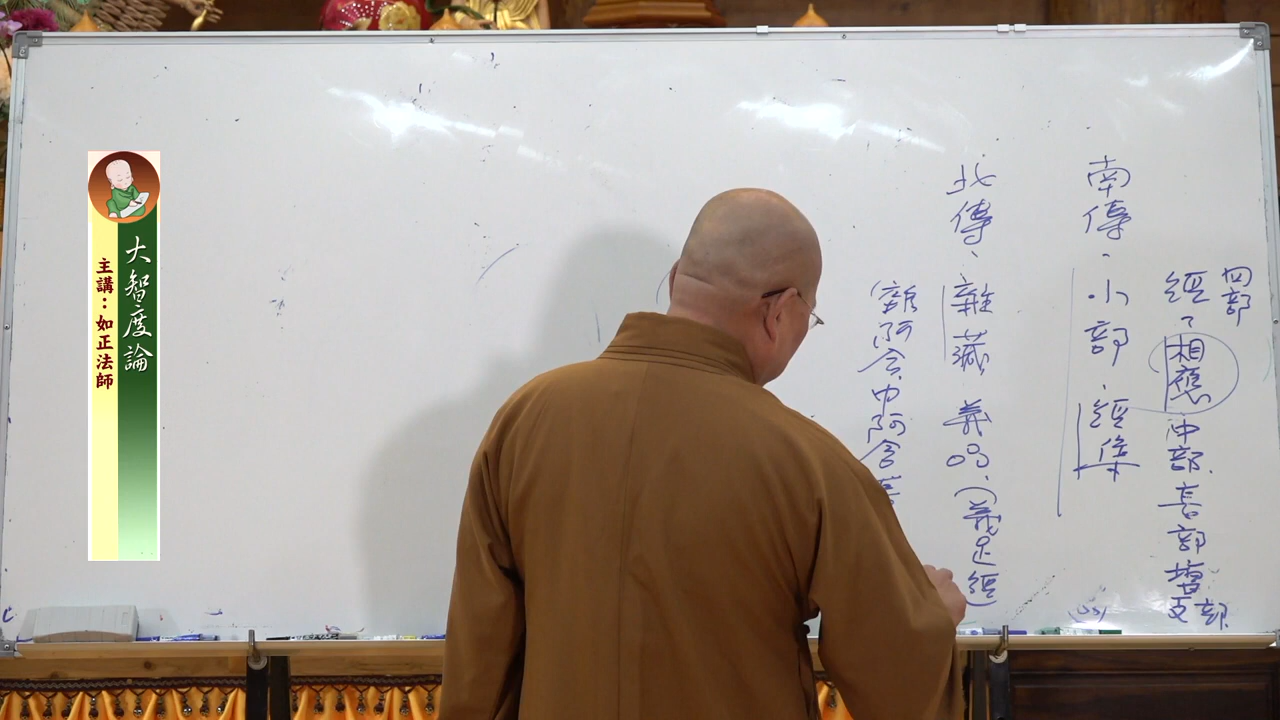 四部
經、相應、中部、長部、增支部
南傳、小部、經集
北傳、雜藏 義品、(義足經)
雜阿含、中阿含
大智度論
主講：如正法師